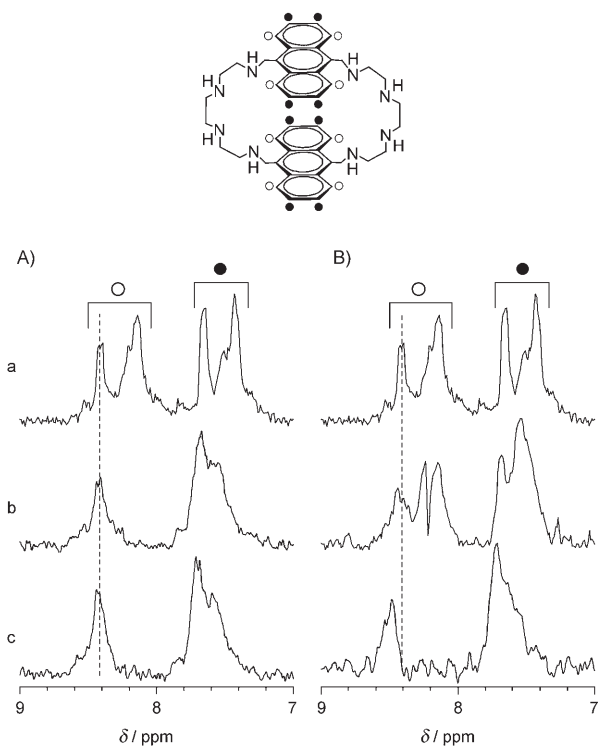 H N N H
H N N H
N H H N
N H H N
A) B)
a
b
c
9 8 7 9 8 7
δ / ppm δ / ppm